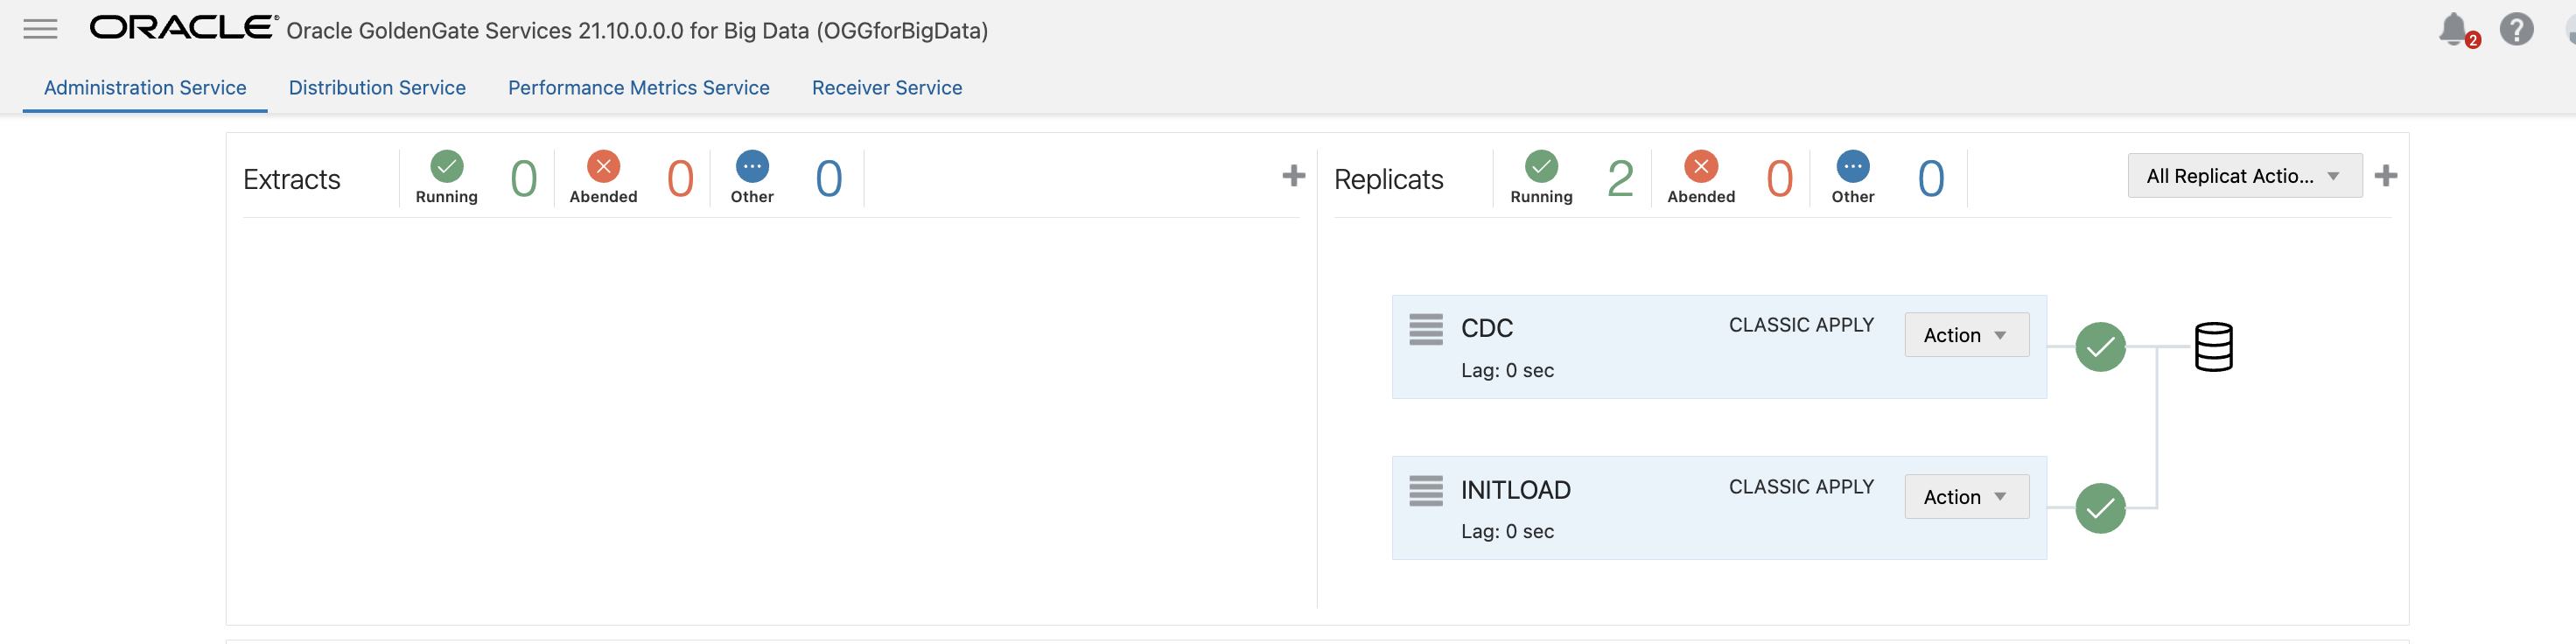 ORACLE Oracle GoldenGate Services 21.10.0.0.0 for Big Data (OGGforBigData)
2
?
Administration Service Distribution Service Performance Metrics Service Receiver Service
Extracts
Running 0
Abended 0
Other 0
Replicats
Running 2
Abended 0
Other 0
All Replicat Actio...
CDC CLASSIC APPLY Action
Lag: 0 sec
INITLOAD CLASSIC APPLY Action
Lag: 0 sec